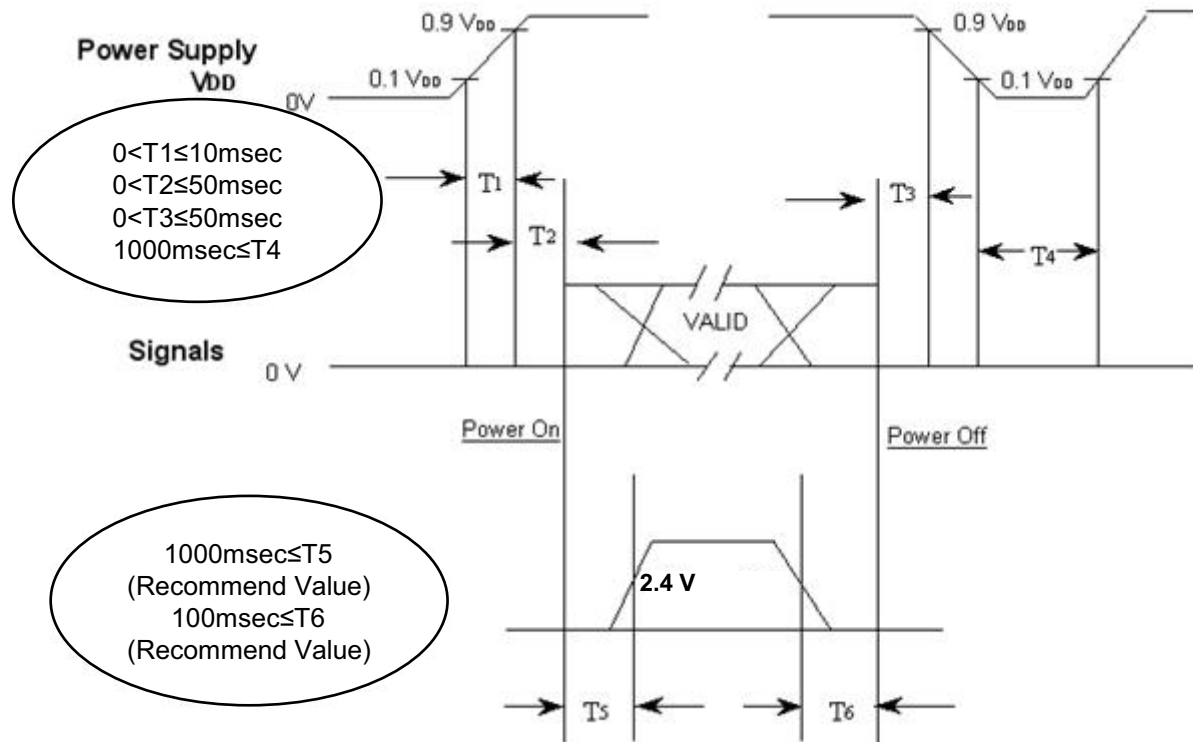 0.9 VDD
0.9 VDD
Power Supply
VDD
0.1 VDD
0.1 VDD
0V
0<T1≤10msec
0<T2≤50msec
0<T3≤50msec
1000msec≤T4
T1
T3
T2
T4
VALID
Signals
0 V
Power On
Power Off
1000msec≤T5
(Recommend Value)
100msec≤T6
(Recommend Value)
2.4 V
T5
T6